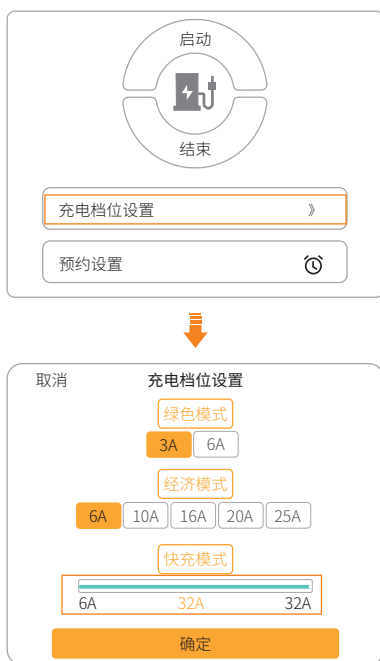 启动
结束
充电档位设置 》
预约设置
取消 充电档位设置
绿色模式
3A 6A
经济模式
6A 10A 16A 20A 25A
快充模式
6A 32A 32A
确定